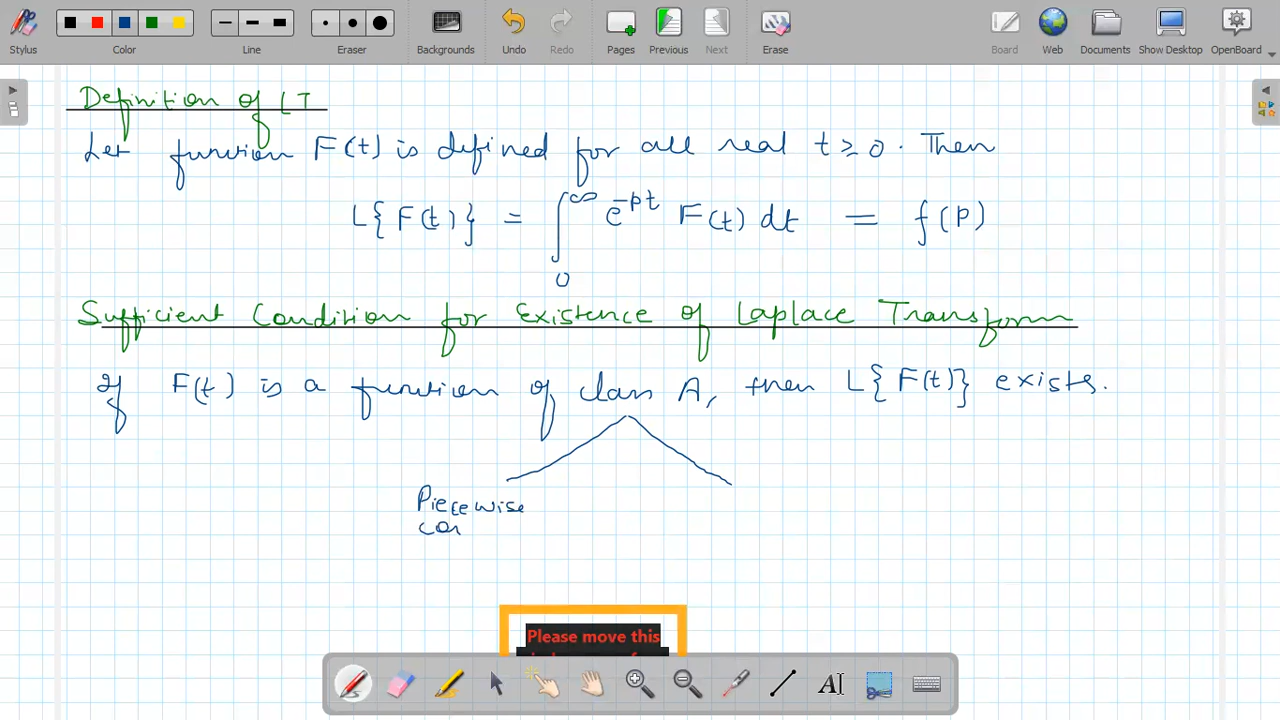 Stylus Color Line Eraser Backgrounds Undo Redo Pages Previous Next Erase Board Web Documents Show Desktop OpenBoard
Definition of LT
Let function F(t) is defined for all real t ≥ 0. Then
L{F(t)} = ∫₀^∞ e^{-pt} F(t) dt = f(p)
Sufficient Condition for Existence of Laplace Transform
If F(t) is a function of class A, then L{F(t)} exists.
Piecewise
con
Please move this
AI